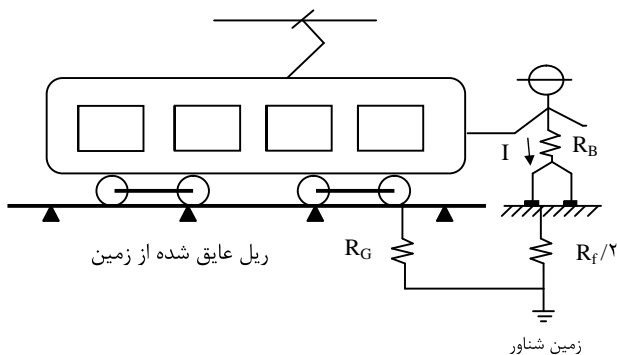 I
R_B
ریل عایق شده از زمین
R_G
R_f/۲
زمین شناور